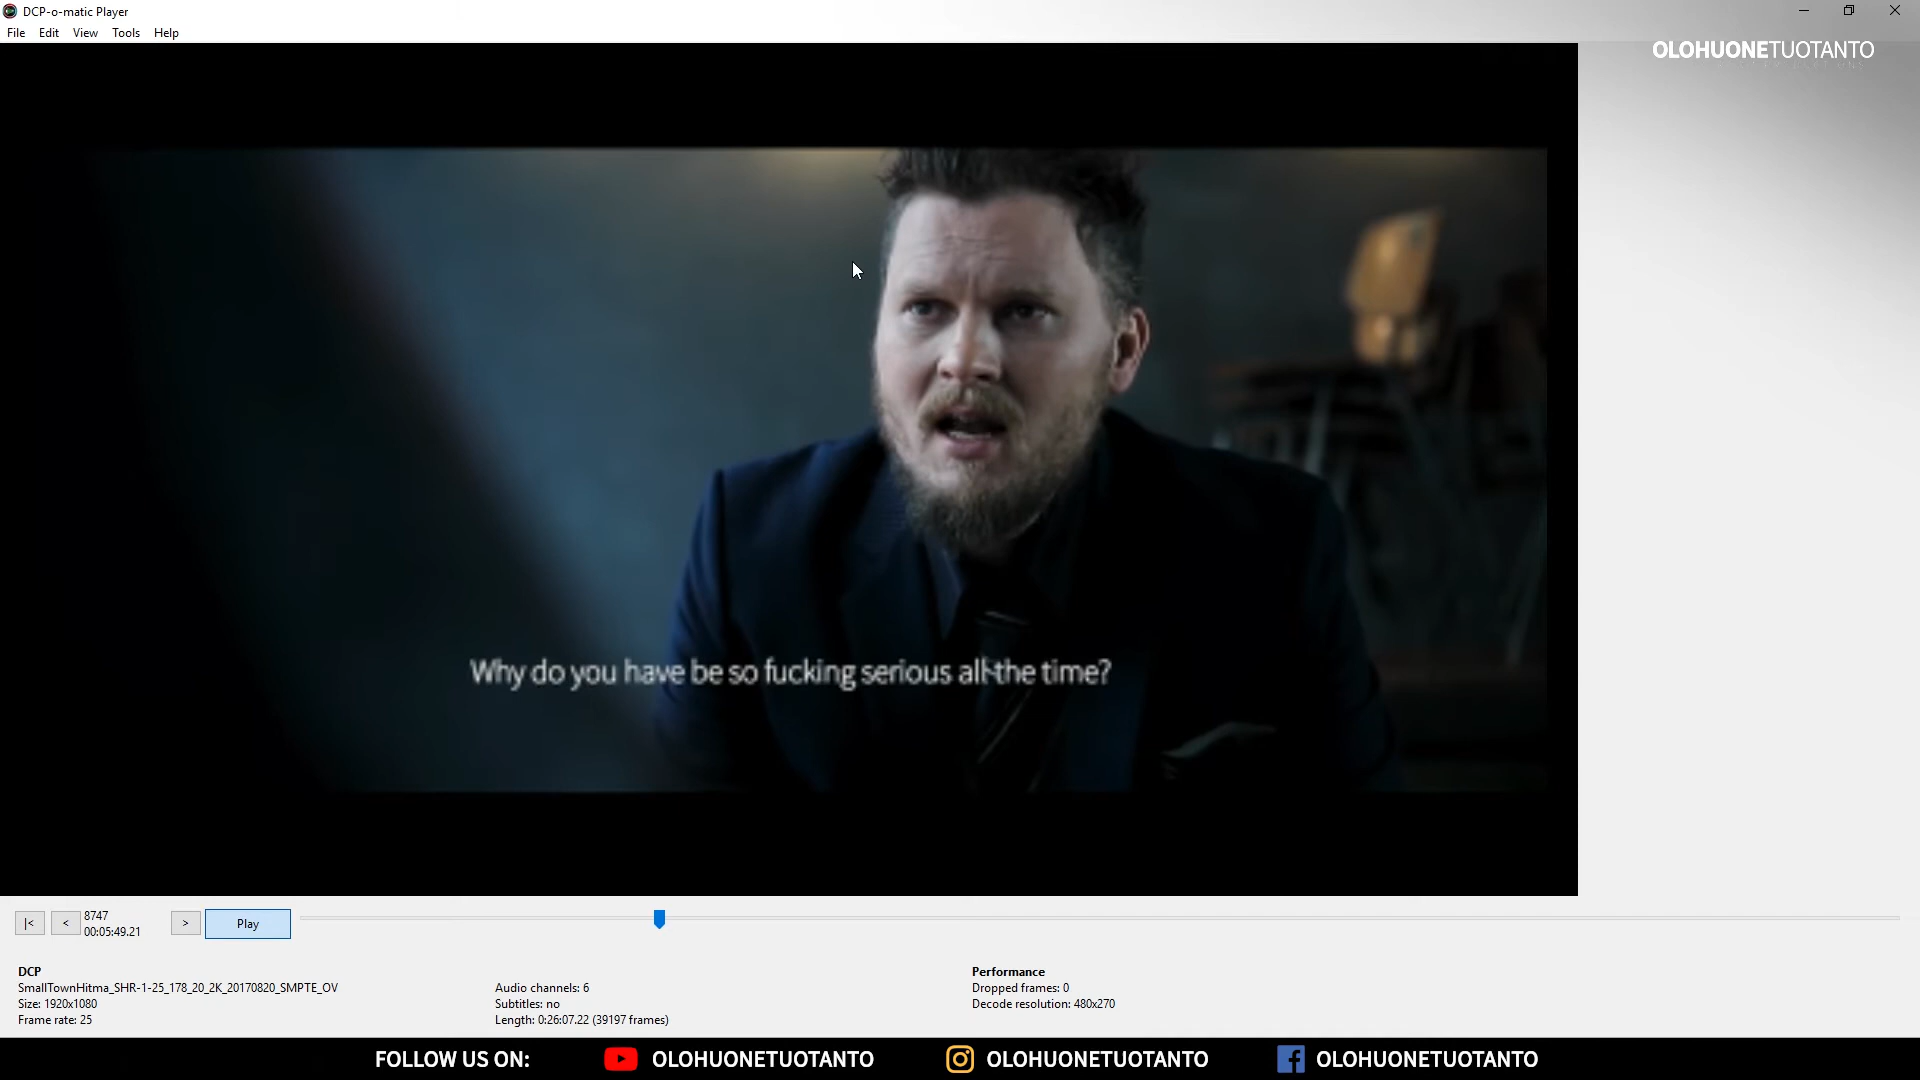 DCP-o-matic Player
File Edit View Tools Help
OLOHUONETUOTANTO
Why do you have be so fucking serious all the time?
|< < 8747 > Play
00:05:49.21
DCP
SmallTownHitma_SHR-1-25_178_20_2K_20170820_SMPTE_OV
Size: 1920x1080
Frame rate: 25
Audio channels: 6
Subtitles: no
Length: 0:26:07.22 (39197 frames)
Performance
Dropped frames: 0
Decode resolution: 480x270
FOLLOW US ON: OLOHUONETUOTANTO OLOHUONETUOTANTO OLOHUONETUOTANTO